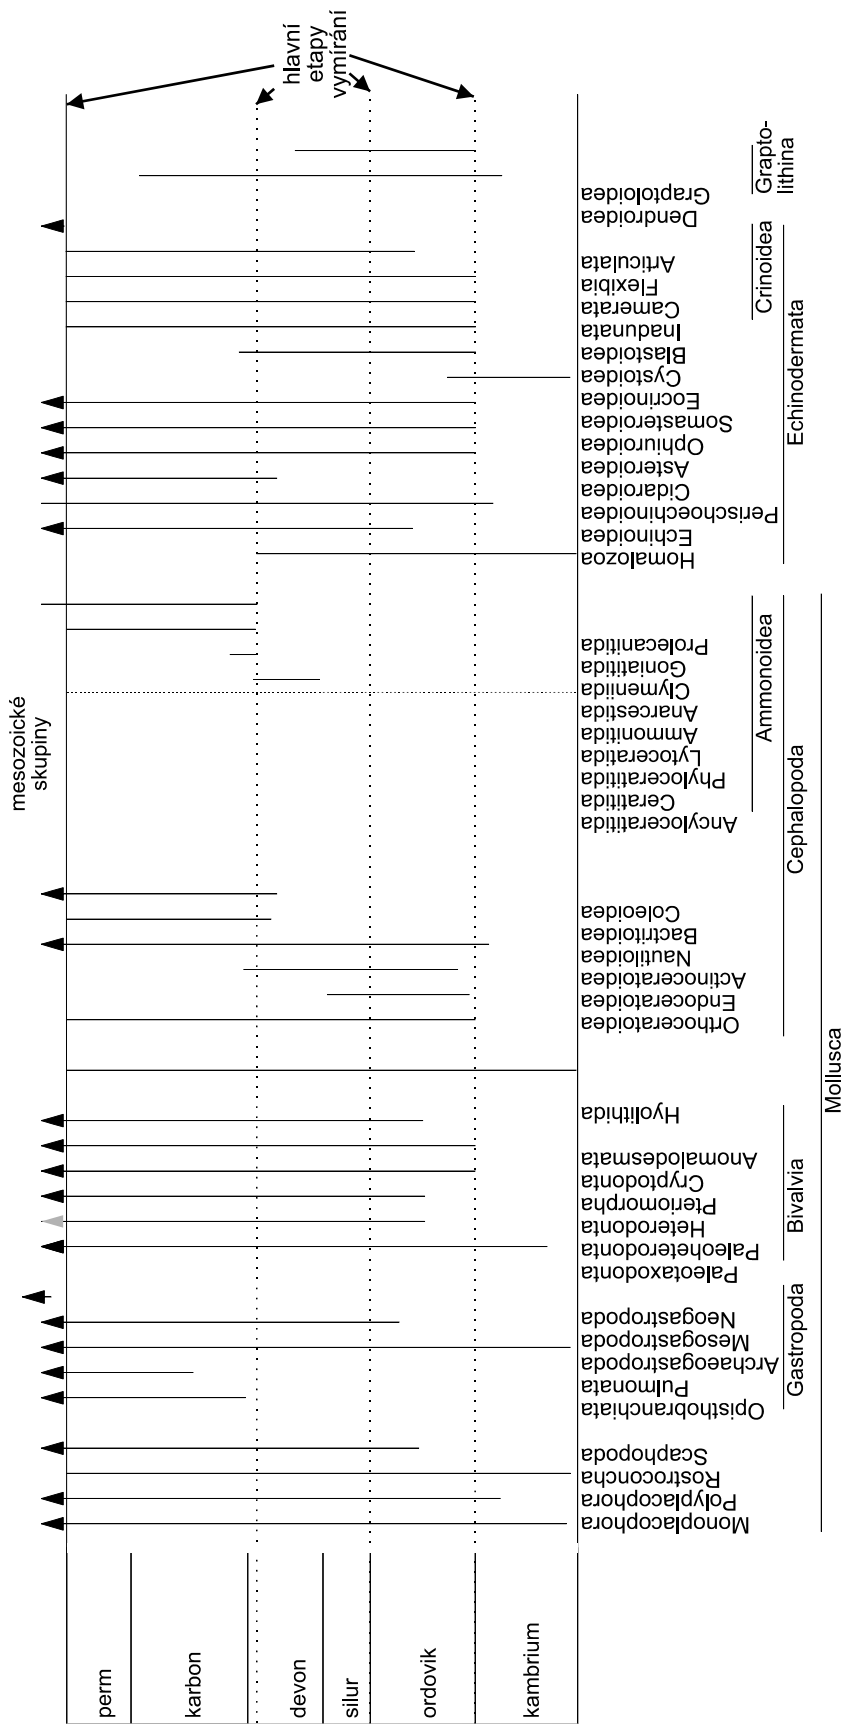 hlavní
etapy
vymírání
mesozoické
skupiny
perm
karbon
devon
silur
ordovik
kambrium
Monoplacophora
Polyplacophora
Rostroconcha
Scaphopoda
Opisthobranchiata
Pulmonata
Archaeogastropoda
Mesogastropoda
Neogastropoda
Paleotaxodonta
Paleoheterodonta
Heterodonta
Pteriomorpha
Cryptodonta
Anomalodesmata
Hyolithida
Orthoceratoidea
Endoceratoidea
Actinoceratoidea
Nautiloidea
Bactritoidea
Coleoidea
Ancyloceratitida
Ceratitida
Phyloceratitida
Lytoceratida
Ammonitida
Anarcestida
Clymeniida
Goniatitida
Prolecanitida
Homalozoa
Echinoidea
Perischoechinoidea
Cidaroidea
Asteroidea
Ophiuroidea
Somasteroidea
Eocrinoidea
Cystoidea
Blastoidea
Inadunata
Camerata
Flexibia
Articulata
Dendroidea
Graptoloidea
Gastropoda
Bivalvia
Cephalopoda
Ammonoidea
Mollusca
Echinodermata
Crinoidea
Grapto-
lithina